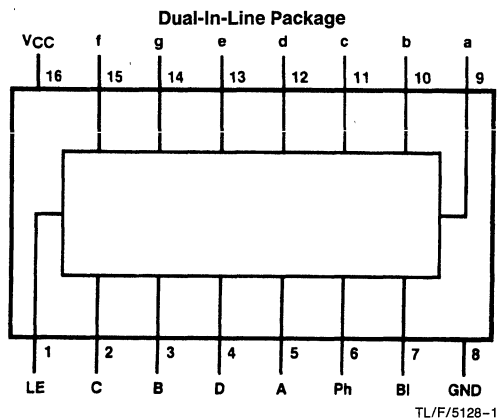 Dual-In-Line Package
VCC f g e d c b a
16 15 14 13 12 11 10 9
1 2 3 4 5 6 7 8
LE C B D A Ph BI GND
TL/F/5128-1